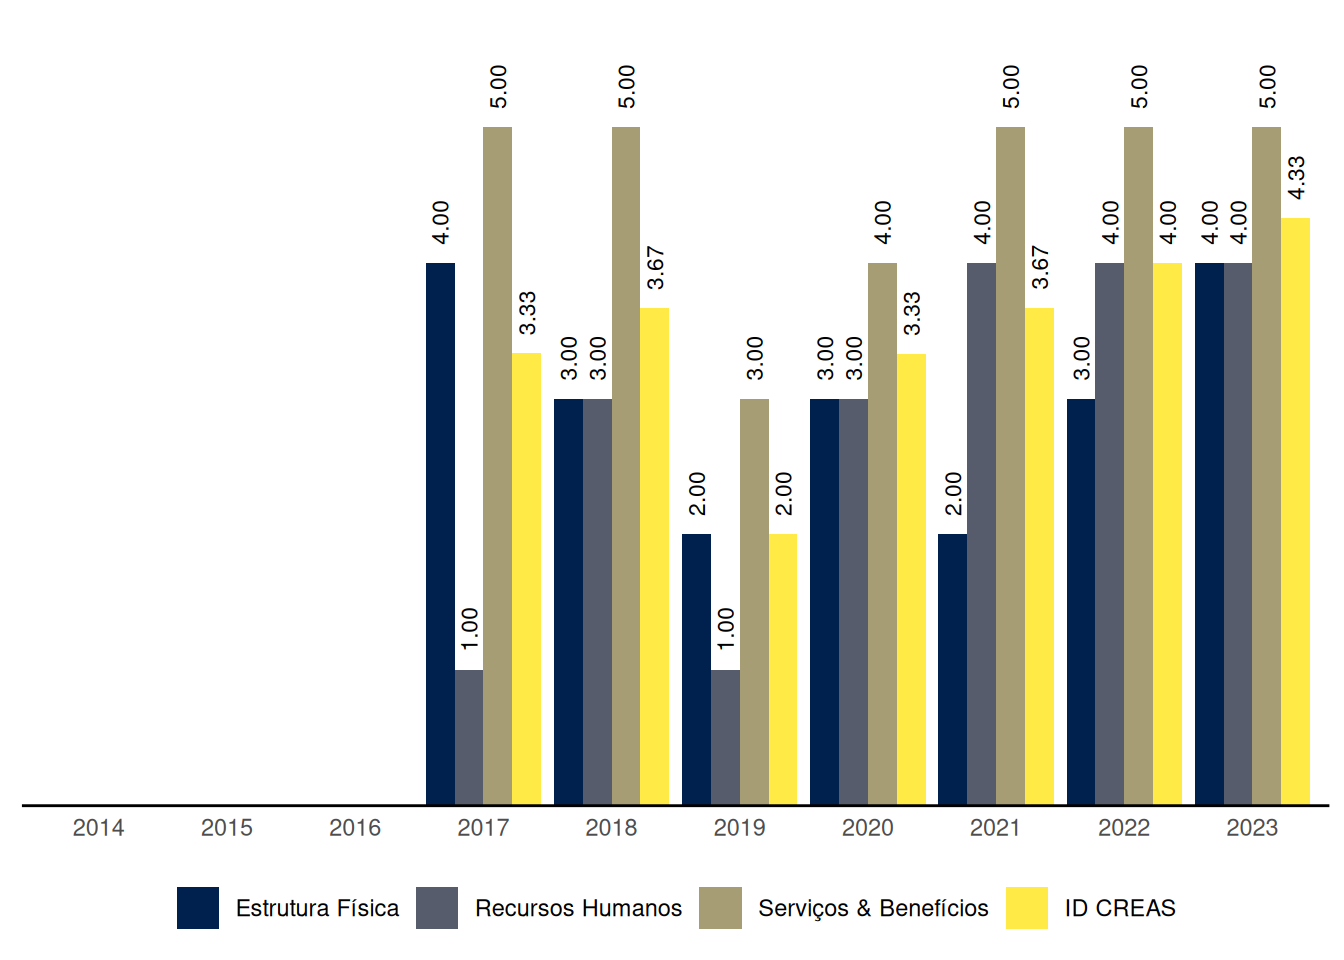 4.00 1.00 5.00 3.33 3.00 3.00 5.00 3.67 2.00 1.00 3.00 2.00 3.00 3.00 4.00 3.33 2.00 4.00 5.00 3.67 3.00 4.00 5.00 4.00 4.00 4.00 5.00 4.33
2014 2015 2016 2017 2018 2019 2020 2021 2022 2023
Estrutura Física Recursos Humanos Serviços & Benefícios ID CREAS